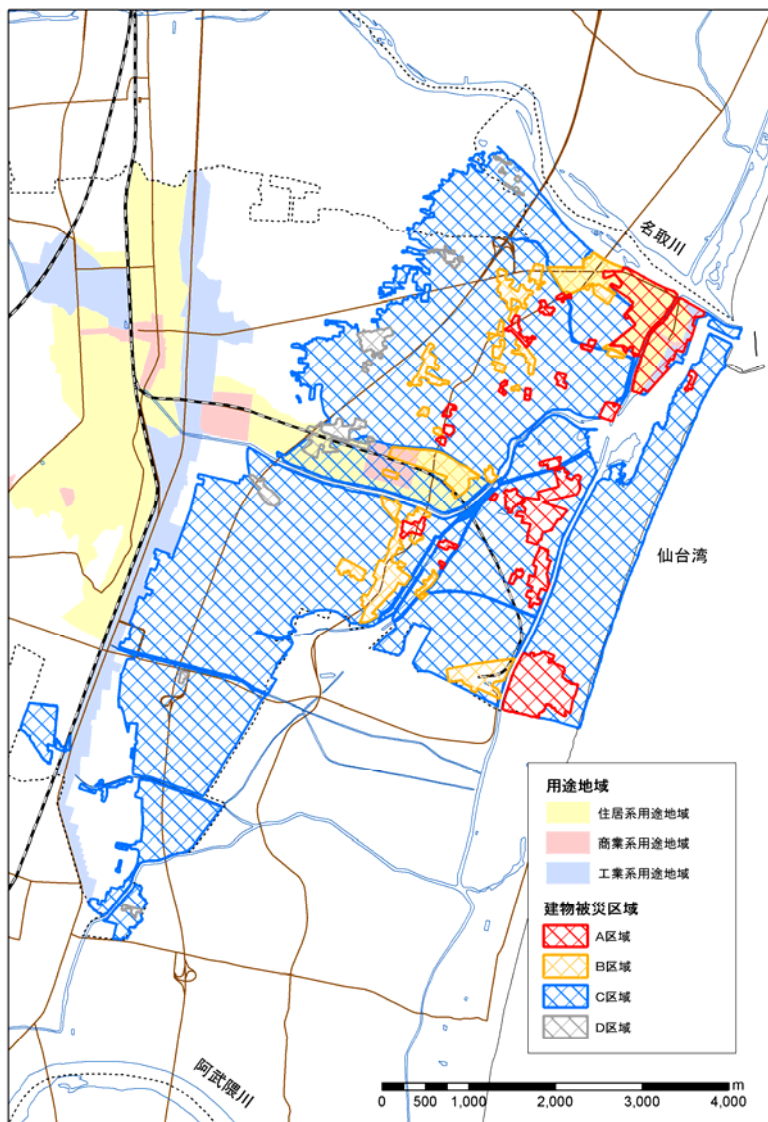 名取川
仙台湾
用途地域
住居系用途地域
商業系用途地域
工業系用途地域
建物被災区域
A区域
B区域
C区域
D区域
阿武隈川
m
0 500 1,000 2,000 3,000 4,000